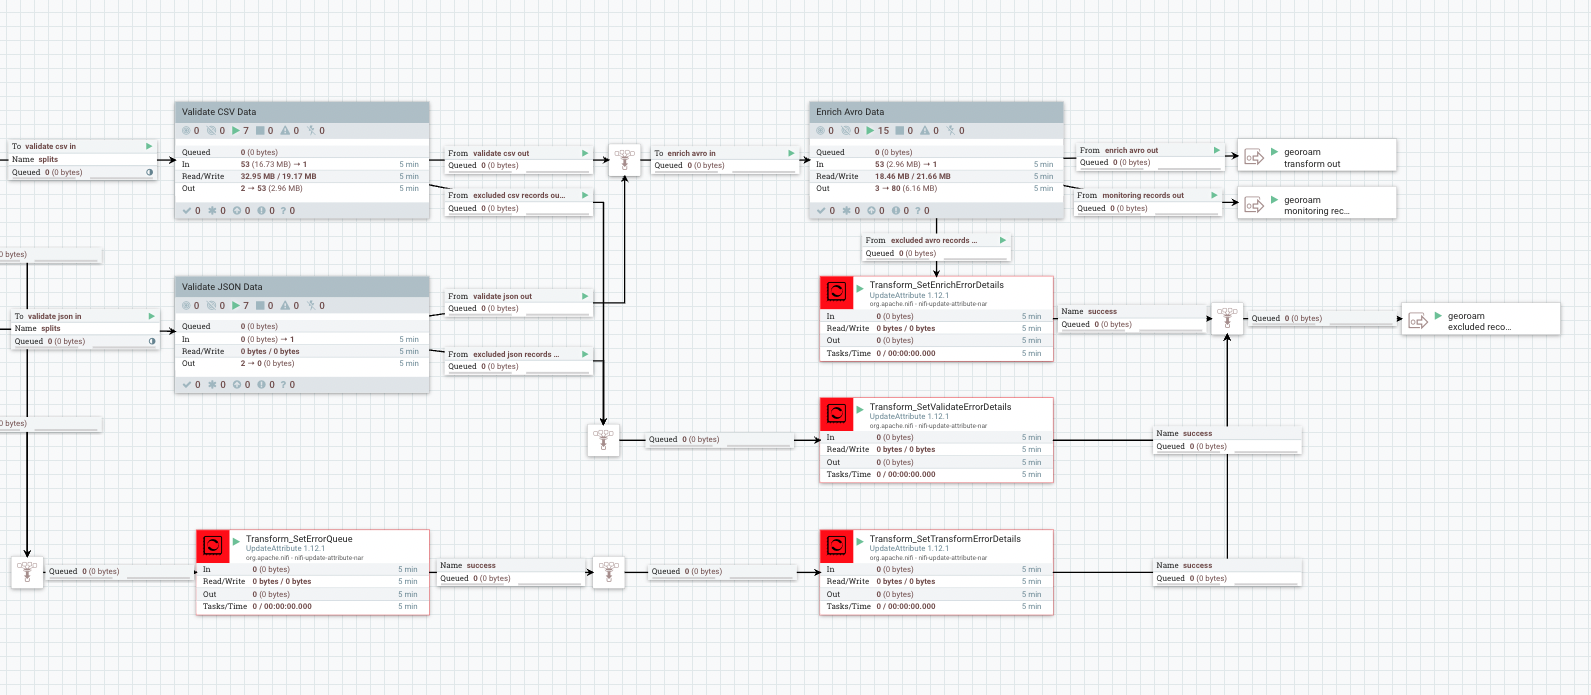 To validate csv in
Name splits
Queued 0 (0 bytes)
Validate CSV Data
0 0 7 0 0 0
Queued 0 (0 bytes)
In 53 (16.73 MB) → 1 5 min
Read/Write 32.95 MB / 19.17 MB 5 min
Out 2 → 53 (2.96 MB) 5 min
0 0 0 0 ? 0
From validate csv out
Queued 0 (0 bytes)
From excluded csv records ou...
Queued 0 (0 bytes)
To enrich avro in
Queued 0 (0 bytes)
Enrich Avro Data
0 0 15 0 0 0
Queued 0 (0 bytes)
In 53 (2.96 MB) → 1 5 min
Read/Write 18.46 MB / 21.66 MB 5 min
Out 3 → 80 (6.16 MB) 5 min
0 0 0 0 ? 0
From enrich avro out
Queued 0 (0 bytes)
georoam
transform out
From monitoring records out
Queued 0 (0 bytes)
georoam
monitoring rec...
From excluded avro records ...
Queued 0 (0 bytes)
0 bytes)
To validate json in
Name splits
Queued 0 (0 bytes)
Validate JSON Data
0 0 7 0 0 0
Queued 0 (0 bytes)
In 0 (0 bytes) → 1 5 min
Read/Write 0 bytes / 0 bytes 5 min
Out 2 → 0 (0 bytes) 5 min
0 0 0 0 ? 0
From validate json out
Queued 0 (0 bytes)
From excluded json records ...
Queued 0 (0 bytes)
Transform_SetEnrichErrorDetails
UpdateAttribute 1.12.1
org.apache.nifi - nifi-update-attribute-nar
In 0 (0 bytes) 5 min
Read/Write 0 bytes / 0 bytes 5 min
Out 0 (0 bytes) 5 min
Tasks/Time 0 / 00:00:00.000 5 min
Name success
Queued 0 (0 bytes)
Queued 0 (0 bytes)
georoam
excluded reco...
0 bytes)
Queued 0 (0 bytes)
Transform_SetValidateErrorDetails
UpdateAttribute 1.12.1
org.apache.nifi - nifi-update-attribute-nar
In 0 (0 bytes) 5 min
Read/Write 0 bytes / 0 bytes 5 min
Out 0 (0 bytes) 5 min
Tasks/Time 0 / 00:00:00.000 5 min
Name success
Queued 0 (0 bytes)
Queued 0 (0 bytes)
Transform_SetErrorQueue
UpdateAttribute 1.12.1
org.apache.nifi - nifi-update-attribute-nar
In 0 (0 bytes) 5 min
Read/Write 0 bytes / 0 bytes 5 min
Out 0 (0 bytes) 5 min
Tasks/Time 0 / 00:00:00.000 5 min
Name success
Queued 0 (0 bytes)
Queued 0 (0 bytes)
Transform_SetTransformErrorDetails
UpdateAttribute 1.12.1
org.apache.nifi - nifi-update-attribute-nar
In 0 (0 bytes) 5 min
Read/Write 0 bytes / 0 bytes 5 min
Out 0 (0 bytes) 5 min
Tasks/Time 0 / 00:00:00.000 5 min
Name success
Queued 0 (0 bytes)